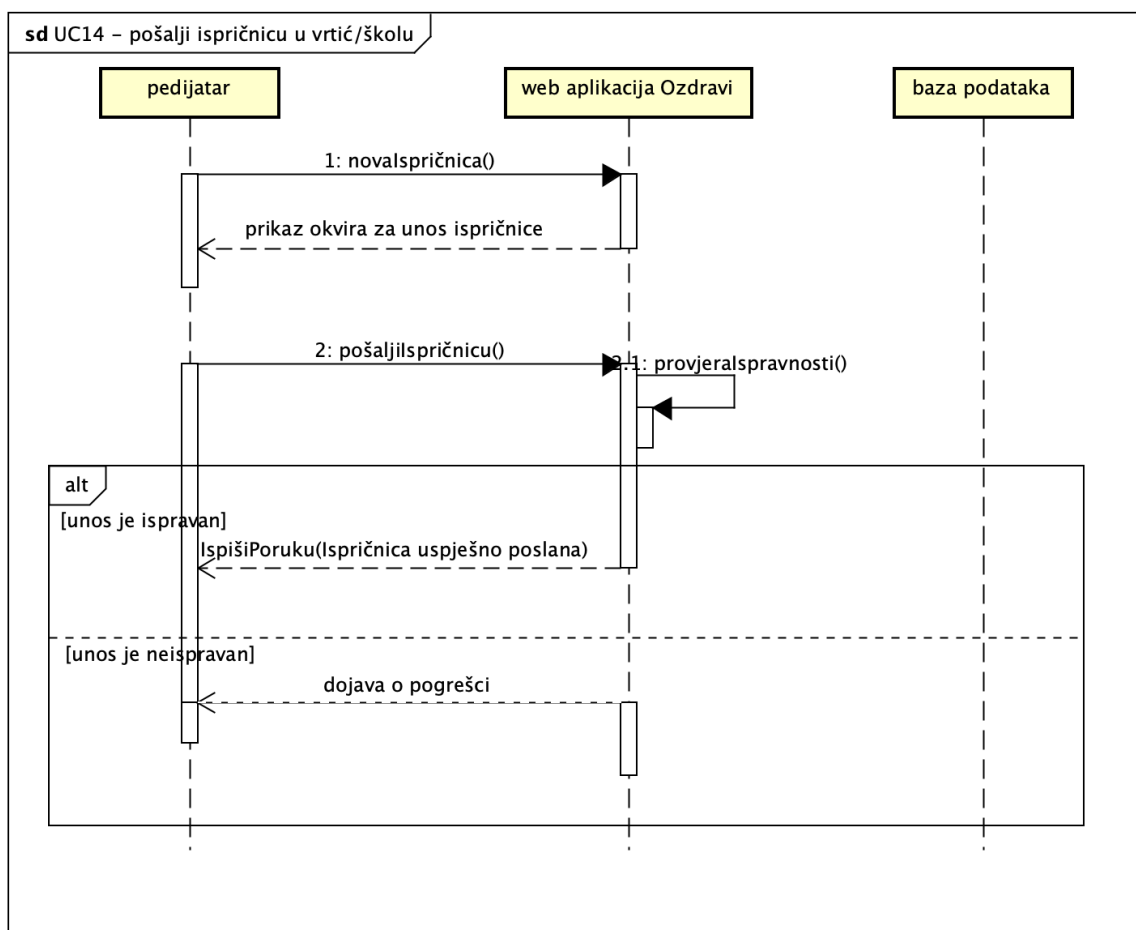 sd UC14 – pošalji ispričnicu u vrtić/školu
pedijatar
web aplikacija Ozdravi
baza podataka
1: novaIspričnica()
prikaz okvira za unos ispričnice
2: pošaljiIspričnicu()
2.1: provjeraIspravnosti()
alt
[unos je ispravan]
IspišiPoruku(Ispričnica uspješno poslana)
[unos je neispravan]
dojava o pogrešci